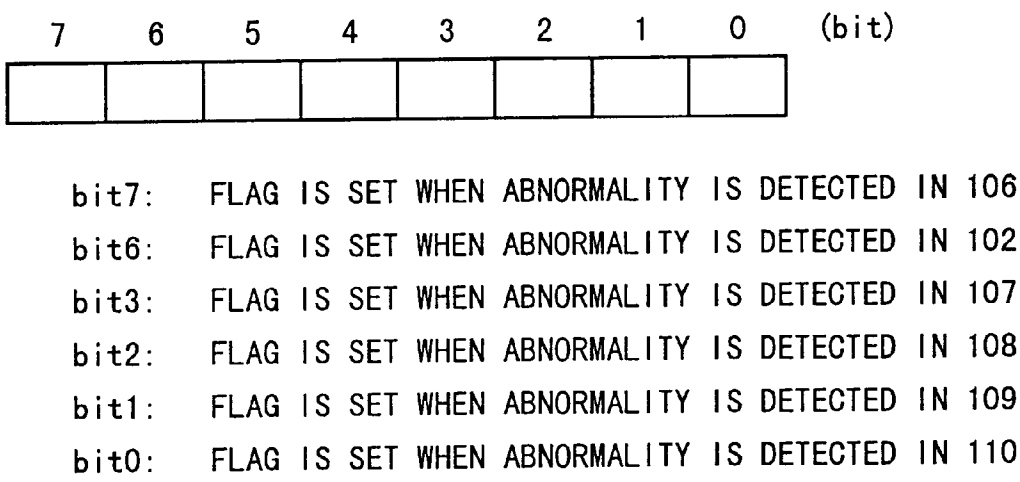 7 6 5 4 3 2 1 0 (bit)
bit7: FLAG IS SET WHEN ABNORMALITY IS DETECTED IN 106
bit6: FLAG IS SET WHEN ABNORMALITY IS DETECTED IN 102
bit3: FLAG IS SET WHEN ABNORMALITY IS DETECTED IN 107
bit2: FLAG IS SET WHEN ABNORMALITY IS DETECTED IN 108
bit1: FLAG IS SET WHEN ABNORMALITY IS DETECTED IN 109
bit0: FLAG IS SET WHEN ABNORMALITY IS DETECTED IN 110